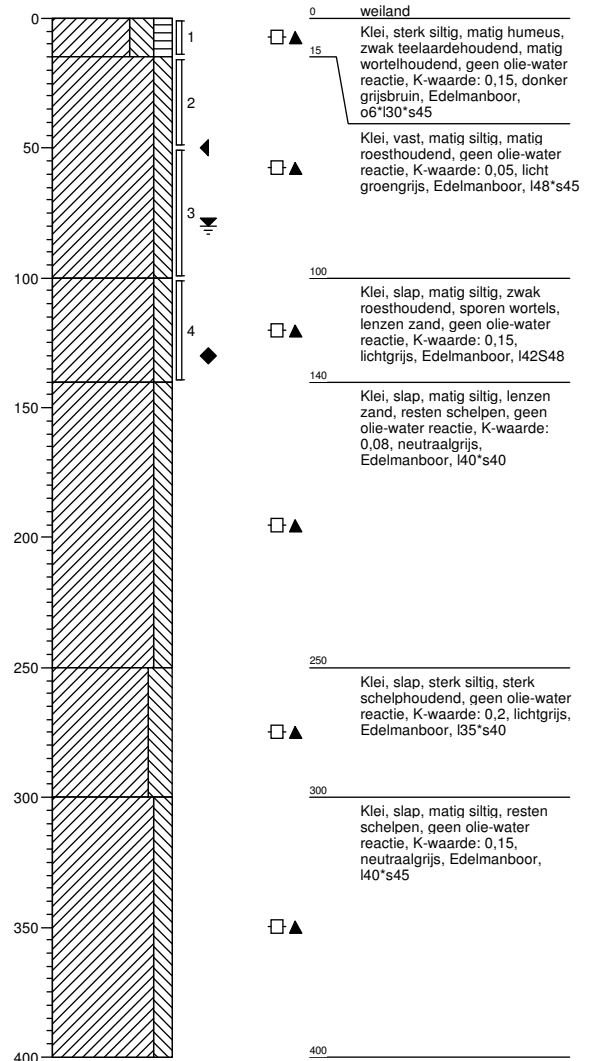 0
50
100
150
200
250
300
350
400
1
2
3
4
0
weiland
Klei, sterk siltig, matig humeus,
zwak teelaardehoudend, matig
wortelhoudend, geen olie-water
reactie, K-waarde: 0,15, donker
grijsbruin, Edelmanboor,
o6*l30*s45
15
Klei, vast, matig siltig, matig
roesthoudend, geen olie-water
reactie, K-waarde: 0,05, licht
groengrijs, Edelmanboor, l48*s45
100
Klei, slap, matig siltig, zwak
roesthoudend, sporen wortels,
lenzen zand, geen olie-water
reactie, K-waarde: 0,15,
lichtgrijs, Edelmanboor, l42S48
140
Klei, slap, matig siltig, lenzen
zand, resten schelpen, geen
olie-water reactie, K-waarde:
0,08, neutraalgrijs,
Edelmanboor, l40*s40
250
Klei, slap, sterk siltig, sterk
schelphoudend, geen olie-water
reactie, K-waarde: 0,2, lichtgrijs,
Edelmanboor, l35*s40
300
Klei, slap, matig siltig, resten
schelpen, geen olie-water
reactie, K-waarde: 0,15,
neutraalgrijs, Edelmanboor,
l40*s45
400